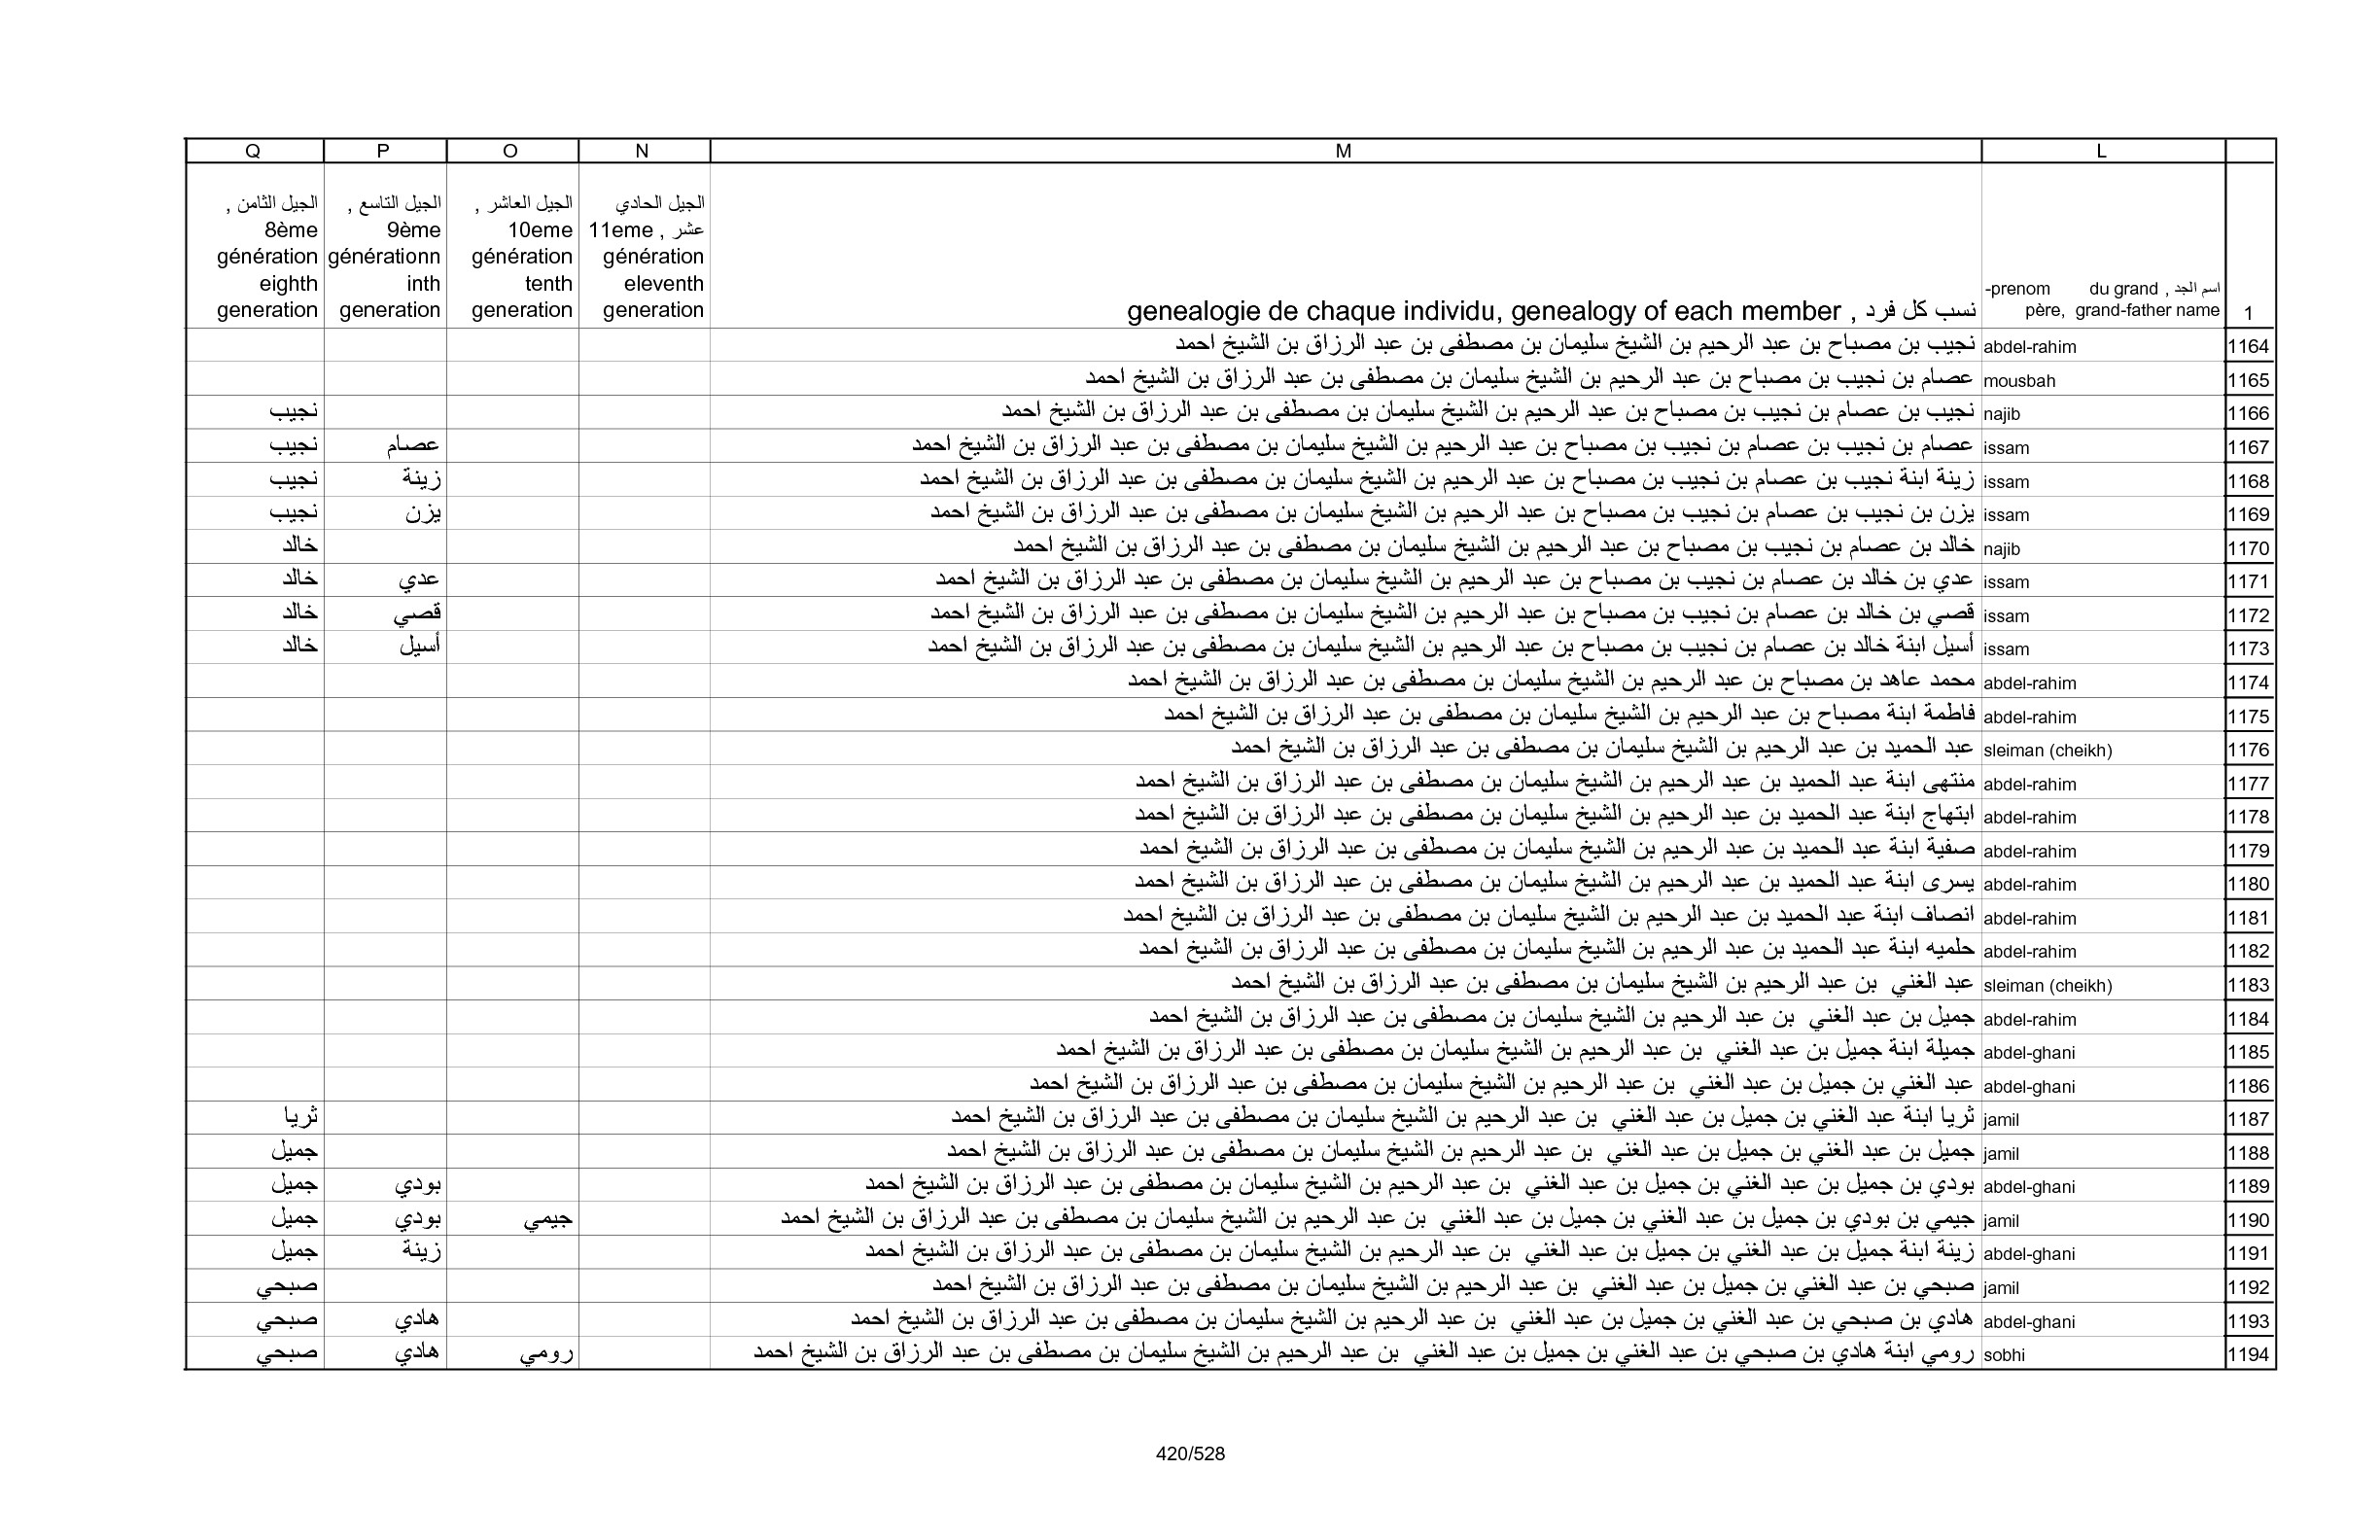 L M N O P Q
1 اسم الجد , prenom du grand-père, grand-father name نسب كل فرد , genealogie de chaque individu, genealogy of each member الجيل الحادي عشر , 11eme génération eleventh generation الجيل العاشر , 10eme génération tenth generation الجيل التاسع , 9ème générationn inth generation الجيل الثامن , 8ème génération eighth generation
1164 abdel-rahim نجيب بن مصباح بن عبد الرحيم بن الشيخ سليمان بن مصطفى بن عبد الرزاق بن الشيخ احمد
1165 mousbah عصام بن نجيب بن مصباح بن عبد الرحيم بن الشيخ سليمان بن مصطفى بن عبد الرزاق بن الشيخ احمد
1166 najib نجيب بن عصام بن نجيب بن مصباح بن عبد الرحيم بن الشيخ سليمان بن مصطفى بن عبد الرزاق بن الشيخ احمد نجيب
1167 issam عصام بن نجيب بن عصام بن نجيب بن مصباح بن عبد الرحيم بن الشيخ سليمان بن مصطفى بن عبد الرزاق بن الشيخ احمد عصام نجيب
1168 issam زينة ابنة نجيب بن عصام بن نجيب بن مصباح بن عبد الرحيم بن الشيخ سليمان بن مصطفى بن عبد الرزاق بن الشيخ احمد زينة نجيب
1169 issam يزن بن نجيب بن عصام بن نجيب بن مصباح بن عبد الرحيم بن الشيخ سليمان بن مصطفى بن عبد الرزاق بن الشيخ احمد يزن نجيب
1170 najib خالد بن عصام بن نجيب بن مصباح بن عبد الرحيم بن الشيخ سليمان بن مصطفى بن عبد الرزاق بن الشيخ احمد خالد
1171 issam عدي بن خالد بن عصام بن نجيب بن مصباح بن عبد الرحيم بن الشيخ سليمان بن مصطفى بن عبد الرزاق بن الشيخ احمد عدي خالد
1172 issam قصي بن خالد بن عصام بن نجيب بن مصباح بن عبد الرحيم بن الشيخ سليمان بن مصطفى بن عبد الرزاق بن الشيخ احمد قصي خالد
1173 issam أسيل ابنة خالد بن عصام بن نجيب بن مصباح بن عبد الرحيم بن الشيخ سليمان بن مصطفى بن عبد الرزاق بن الشيخ احمد أسيل خالد
1174 abdel-rahim محمد عاهد بن مصباح بن عبد الرحيم بن الشيخ سليمان بن مصطفى بن عبد الرزاق بن الشيخ احمد
1175 abdel-rahim فاطمة ابنة مصباح بن عبد الرحيم بن الشيخ سليمان بن مصطفى بن عبد الرزاق بن الشيخ احمد
1176 sleiman (cheikh) عبد الحميد بن عبد الرحيم بن الشيخ سليمان بن مصطفى بن عبد الرزاق بن الشيخ احمد
1177 abdel-rahim منتهى ابنة عبد الحميد بن عبد الرحيم بن الشيخ سليمان بن مصطفى بن عبد الرزاق بن الشيخ احمد
1178 abdel-rahim ابتهاج ابنة عبد الحميد بن عبد الرحيم بن الشيخ سليمان بن مصطفى بن عبد الرزاق بن الشيخ احمد
1179 abdel-rahim صفية ابنة عبد الحميد بن عبد الرحيم بن الشيخ سليمان بن مصطفى بن عبد الرزاق بن الشيخ احمد
1180 abdel-rahim يسرى ابنة عبد الحميد بن عبد الرحيم بن الشيخ سليمان بن مصطفى بن عبد الرزاق بن الشيخ احمد
1181 abdel-rahim انصاف ابنة عبد الحميد بن عبد الرحيم بن الشيخ سليمان بن مصطفى بن عبد الرزاق بن الشيخ احمد
1182 abdel-rahim حلميه ابنة عبد الحميد بن عبد الرحيم بن الشيخ سليمان بن مصطفى بن عبد الرزاق بن الشيخ احمد
1183 sleiman (cheikh) عبد الغني بن عبد الرحيم بن الشيخ سليمان بن مصطفى بن عبد الرزاق بن الشيخ احمد
1184 abdel-rahim جميل بن عبد الغني بن عبد الرحيم بن الشيخ سليمان بن مصطفى بن عبد الرزاق بن الشيخ احمد
1185 abdel-ghani جميلة ابنة جميل بن عبد الغني بن عبد الرحيم بن الشيخ سليمان بن مصطفى بن عبد الرزاق بن الشيخ احمد
1186 abdel-ghani عبد الغني بن جميل بن عبد الغني بن عبد الرحيم بن الشيخ سليمان بن مصطفى بن عبد الرزاق بن الشيخ احمد
1187 jamil ثريا ابنة عبد الغني بن جميل بن عبد الغني بن عبد الرحيم بن الشيخ سليمان بن مصطفى بن عبد الرزاق بن الشيخ احمد ثريا
1188 jamil جميل بن عبد الغني بن جميل بن عبد الغني بن عبد الرحيم بن الشيخ سليمان بن مصطفى بن عبد الرزاق بن الشيخ احمد جميل
1189 abdel-ghani بودي بن جميل بن عبد الغني بن جميل بن عبد الغني بن عبد الرحيم بن الشيخ سليمان بن مصطفى بن عبد الرزاق بن الشيخ احمد بودي جميل
1190 jamil جيمي بن بودي بن جميل بن عبد الغني بن جميل بن عبد الغني بن عبد الرحيم بن الشيخ سليمان بن مصطفى بن عبد الرزاق بن الشيخ احمد جيمي بودي جميل
1191 abdel-ghani زينة ابنة جميل بن عبد الغني بن جميل بن عبد الغني بن عبد الرحيم بن الشيخ سليمان بن مصطفى بن عبد الرزاق بن الشيخ احمد زينة جميل
1192 jamil صبحي بن عبد الغني بن جميل بن عبد الغني بن عبد الرحيم بن الشيخ سليمان بن مصطفى بن عبد الرزاق بن الشيخ احمد صبحي
1193 abdel-ghani هادي بن صبحي بن عبد الغني بن جميل بن عبد الغني بن عبد الرحيم بن الشيخ سليمان بن مصطفى بن عبد الرزاق بن الشيخ احمد هادي صبحي
1194 sobhi رومي ابنة هادي بن صبحي بن عبد الغني بن جميل بن عبد الغني بن عبد الرحيم بن الشيخ سليمان بن مصطفى بن عبد الرزاق بن الشيخ احمد رومي هادي صبحي
420/528